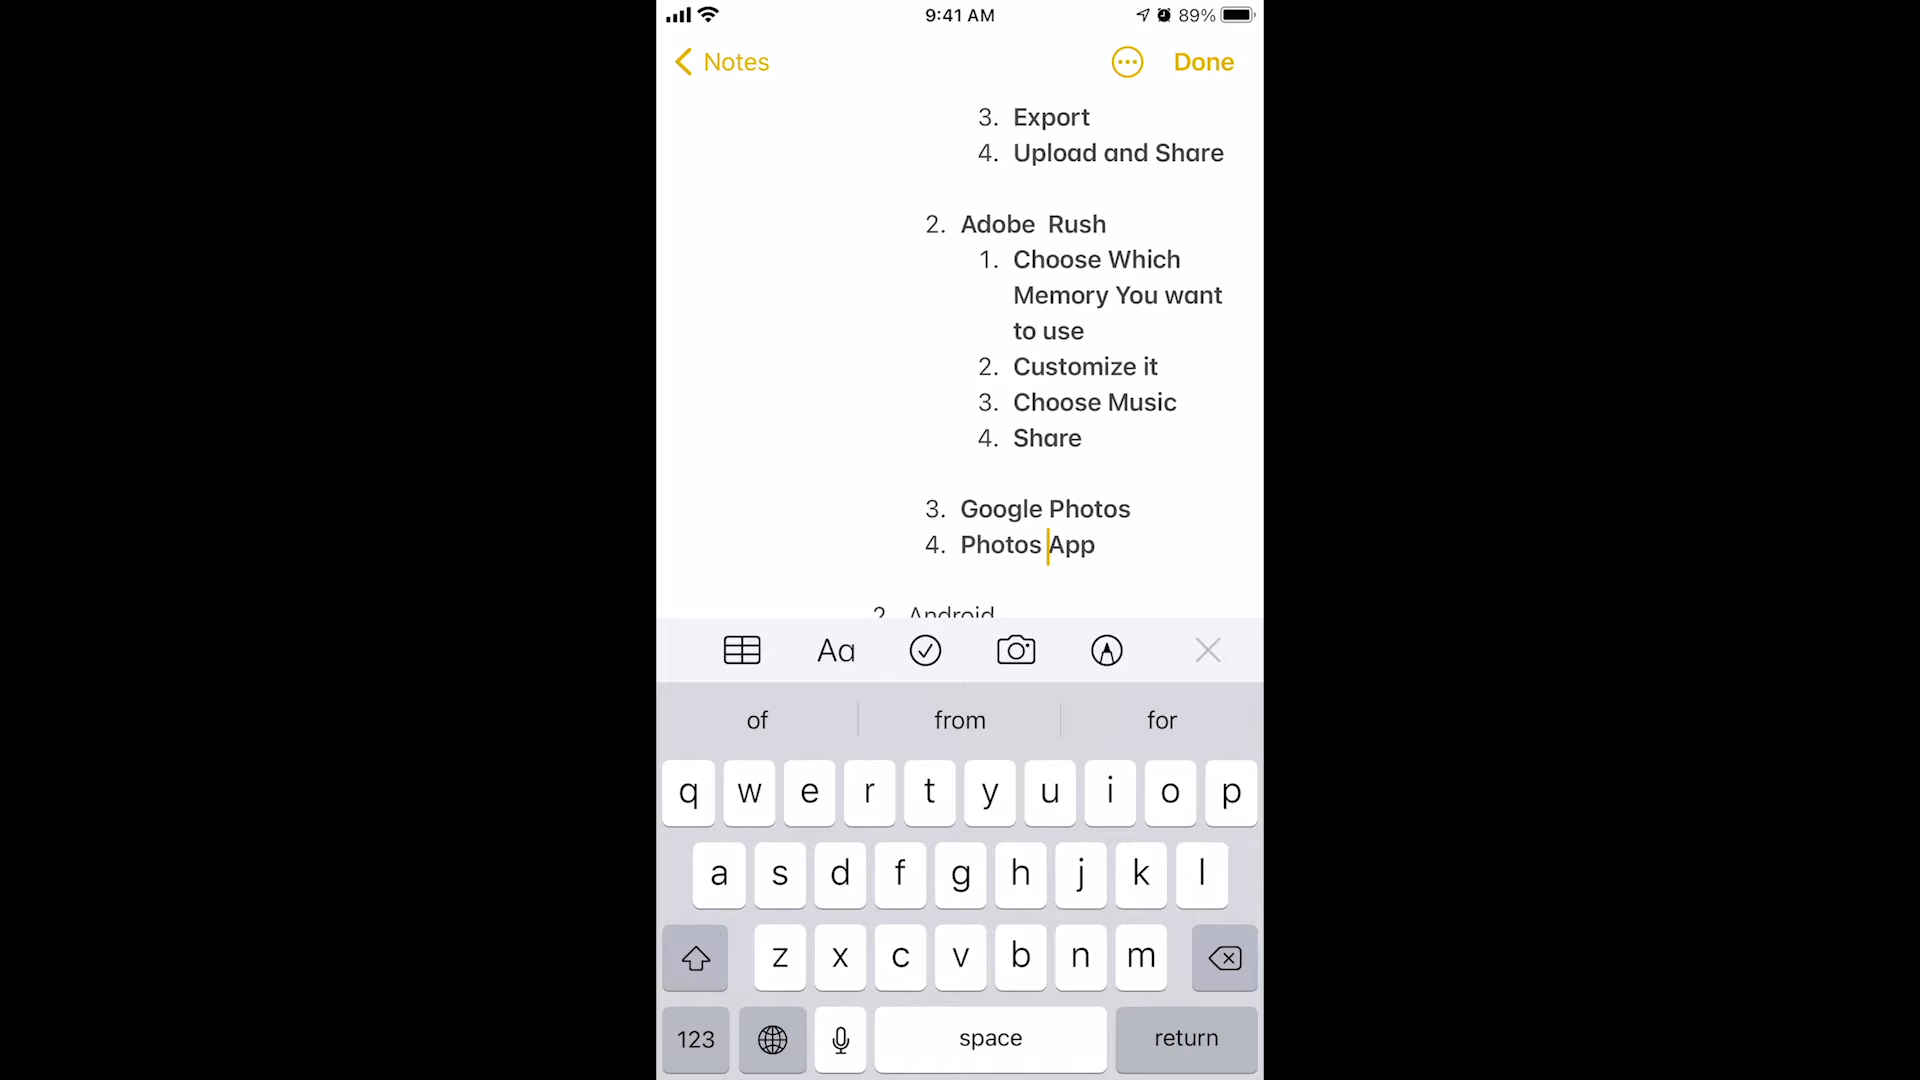 9:41 AM 89%
Notes Done
3. Export
4. Upload and Share
2. Adobe  Rush
1. Choose Which
Memory You want
to use
2. Customize it
3. Choose Music
4. Share
3. Google Photos
4. Photos App
2. Android
Aa
of from for
q w e r t y u i o p
a s d f g h j k l
z x c v b n m
123 space return